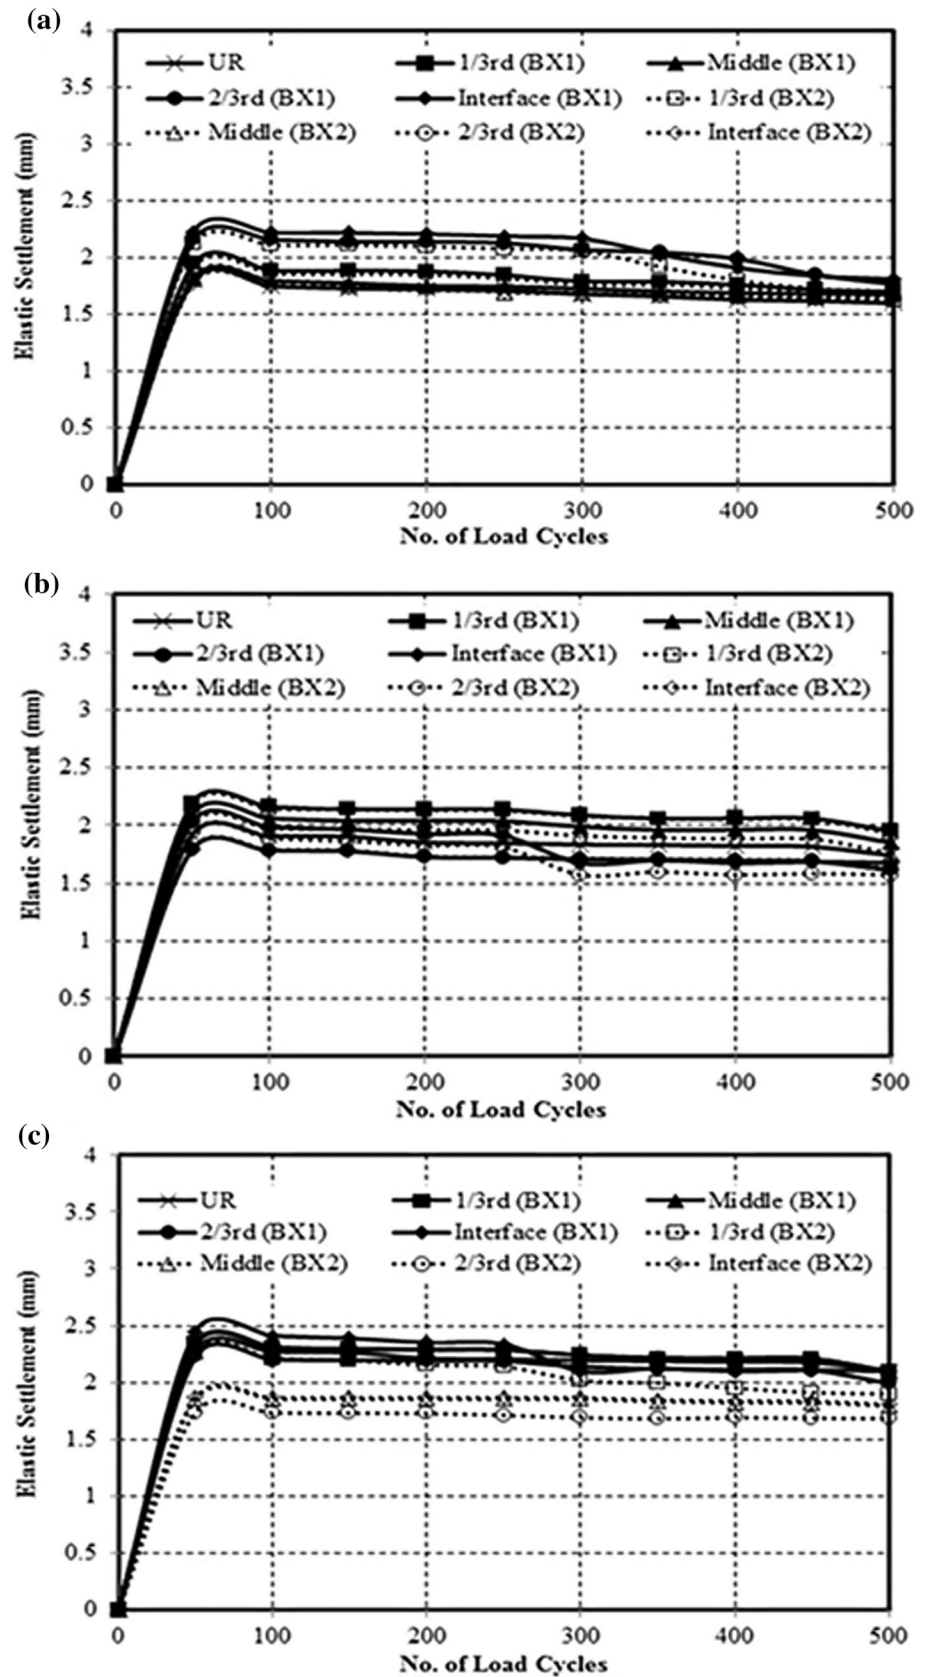 (a)
4
3.5
3
2.5
2
1.5
1
0.5
0
Elastic Settlement (mm)
UR 1/3rd (BX1) Middle (BX1)
2/3rd (BX1) Interface (BX1) 1/3rd (BX2)
Middle (BX2) 2/3rd (BX2) Interface (BX2)
0 100 200 300 400 500
No. of Load Cycles
(b)
4
3.5
3
2.5
2
1.5
1
0.5
0
Elastic Settlement (mm)
UR 1/3rd (BX1) Middle (BX1)
2/3rd (BX1) Interface (BX1) 1/3rd (BX2)
Middle (BX2) 2/3rd (BX2) Interface (BX2)
0 100 200 300 400 500
No. of Load Cycles
(c)
4
3.5
3
2.5
2
1.5
1
0.5
0
Elastic Settlement (mm)
UR 1/3rd (BX1) Middle (BX1)
2/3rd (BX1) Interface (BX1) 1/3rd (BX2)
Middle (BX2) 2/3rd (BX2) Interface (BX2)
0 100 200 300 400 500
No. of Load Cycles